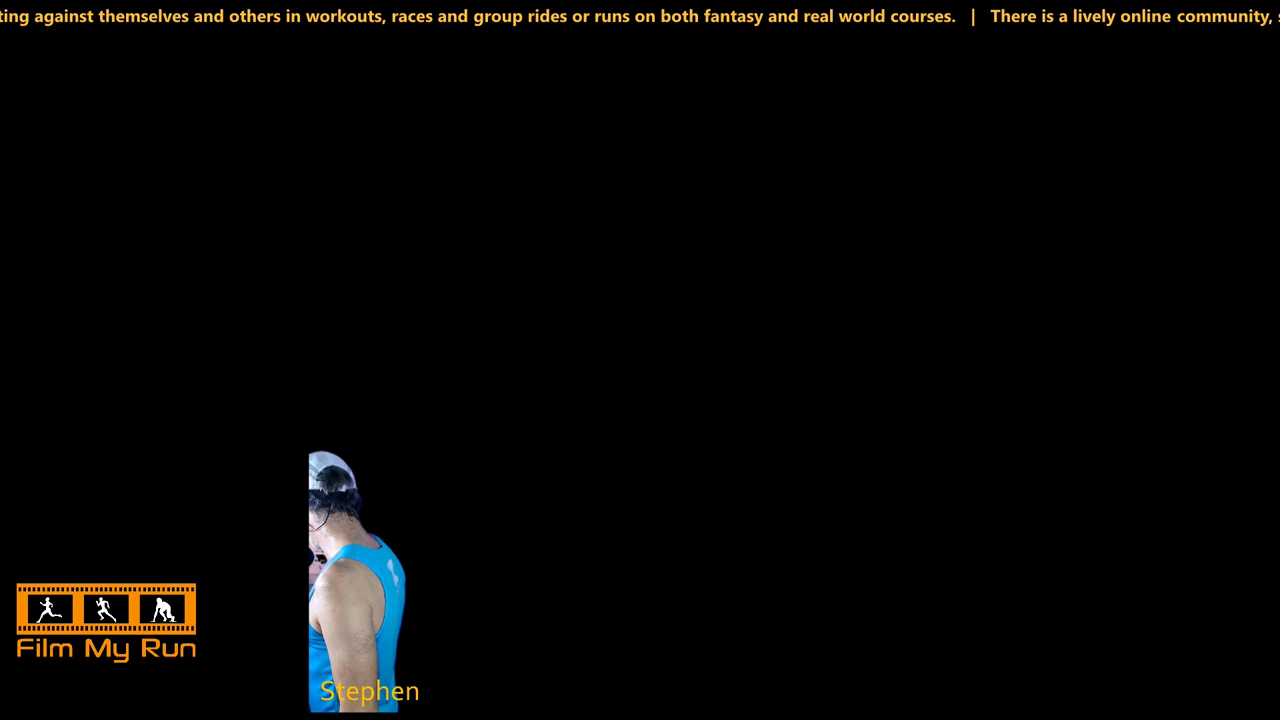 ting against themselves and others in workouts, races and group rides or runs on both fantasy and real world courses. | There is a lively online community,
Film My Run
Stephen